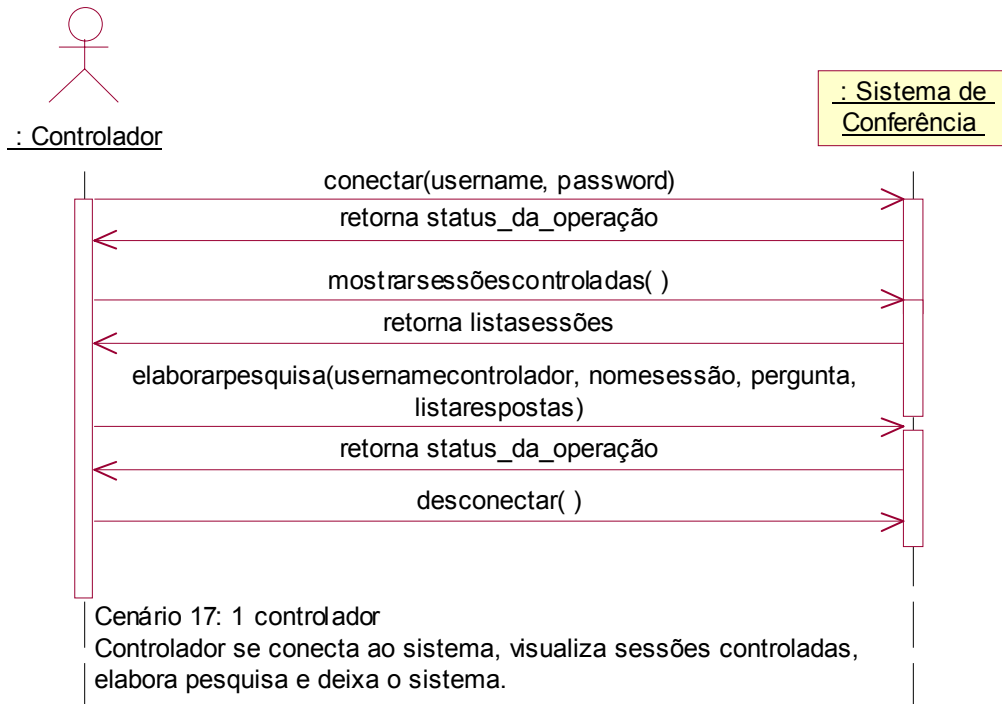 : Controlador
: Sistema de
Conferência
conectar(username, password)
retorna status_da_operação
mostrarsessõescontroladas( )
retorna listasessões
elaborarpesquisa(usernamecontrolador, nomesessão, pergunta,
listarespostas)
retorna status_da_operação
desconectar( )
Cenário 17: 1 controlador
Controlador se conecta ao sistema, visualiza sessões controladas,
elabora pesquisa e deixa o sistema.